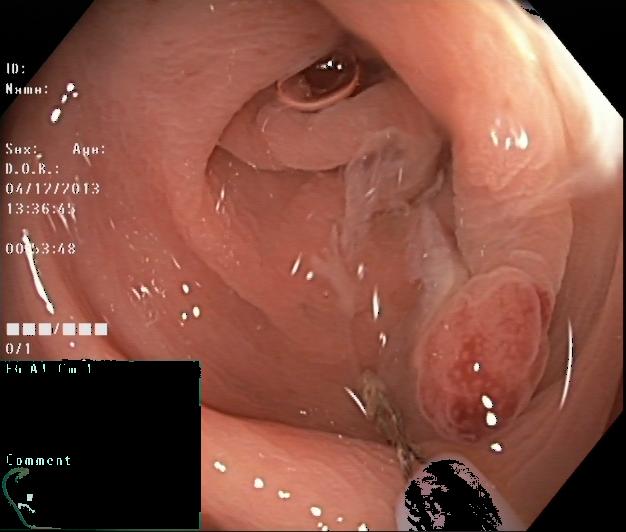 ID:
Name:
Sex: Age:
D.O.B.:
04/12/2013
13:36:45
00:53:48
■■■/■■■
0/1
Comment